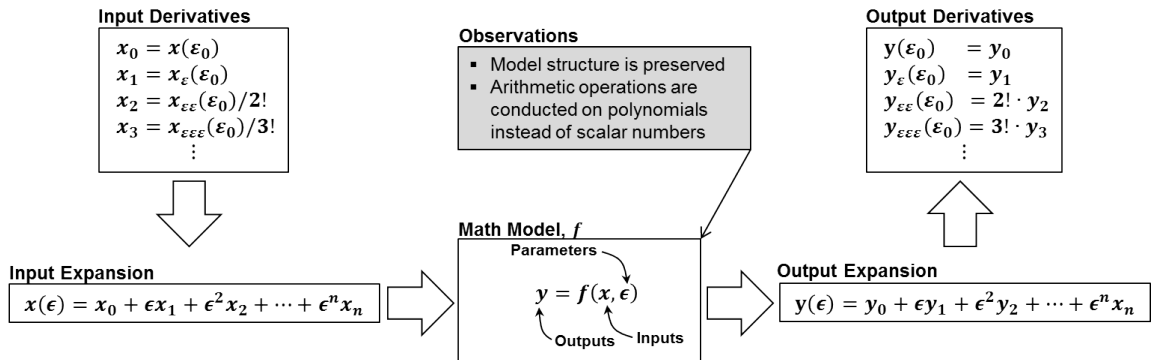 Input Derivatives
x₀ = x(ε₀)
x₁ = x_ε(ε₀)
x₂ = x_εε(ε₀)/2!
x₃ = x_εεε(ε₀)/3!
⋮
Observations
▪ Model structure is preserved
▪ Arithmetic operations are
conducted on polynomials
instead of scalar numbers
Output Derivatives
y(ε₀) = y₀
y_ε(ε₀) = y₁
y_εε(ε₀) = 2! · y₂
y_εεε(ε₀) = 3! · y₃
⋮
Input Expansion
x(ϵ) = x₀ + ϵx₁ + ϵ²x₂ + ⋯ + ϵⁿxₙ
Math Model, f
Parameters
y = f(x, ϵ)
Outputs
Inputs
Output Expansion
y(ϵ) = y₀ + ϵy₁ + ϵ²y₂ + ⋯ + ϵⁿxₙ